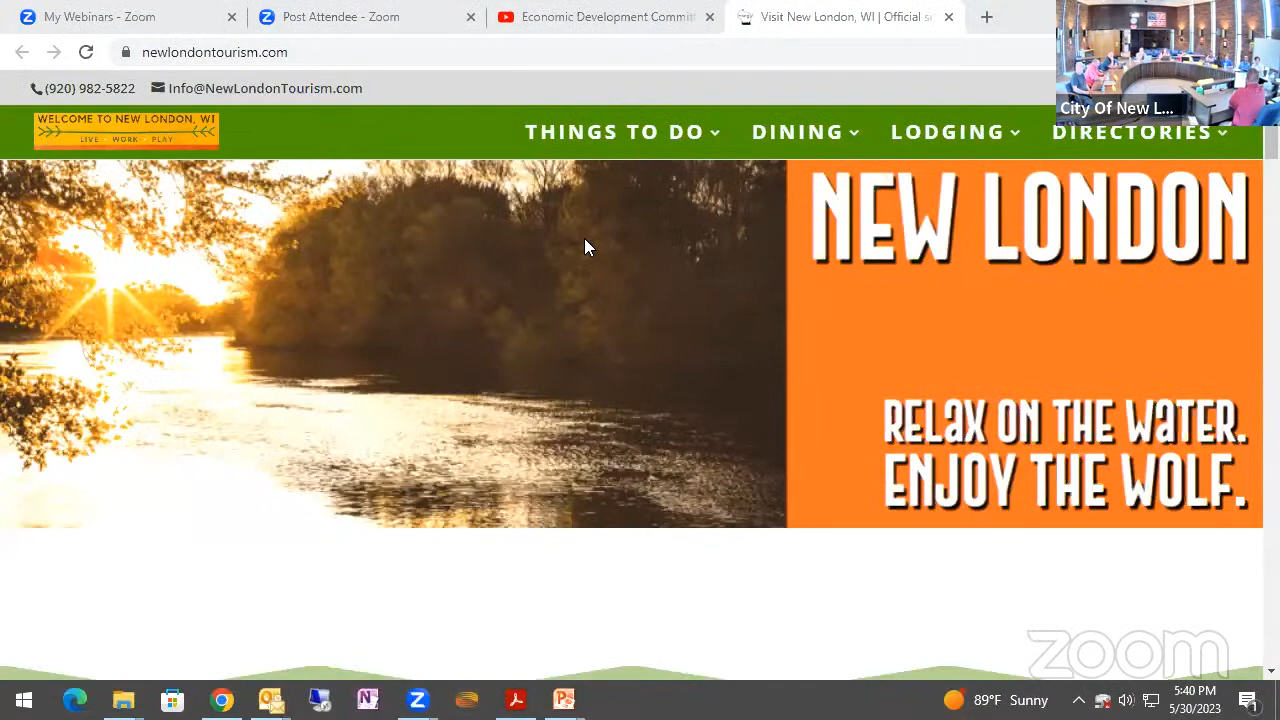 My Webinars - Zoom
Post Attendee - Zoom
Economic Development Committ
Visit New London, WI | Official s
newlondontourism.com
(920) 982-5822
Info@NewLondonTourism.com
City Of New L...
WELCOME TO NEW LONDON, WI
LIVE - WORK - PLAY
THINGS TO DO
DINING
LODGING
DIRECTORIES
NEW LONDON
RELAX ON THE WATER.
ENJOY THE WOLF.
zoom
89°F Sunny
5:40 PM
5/30/2023
1